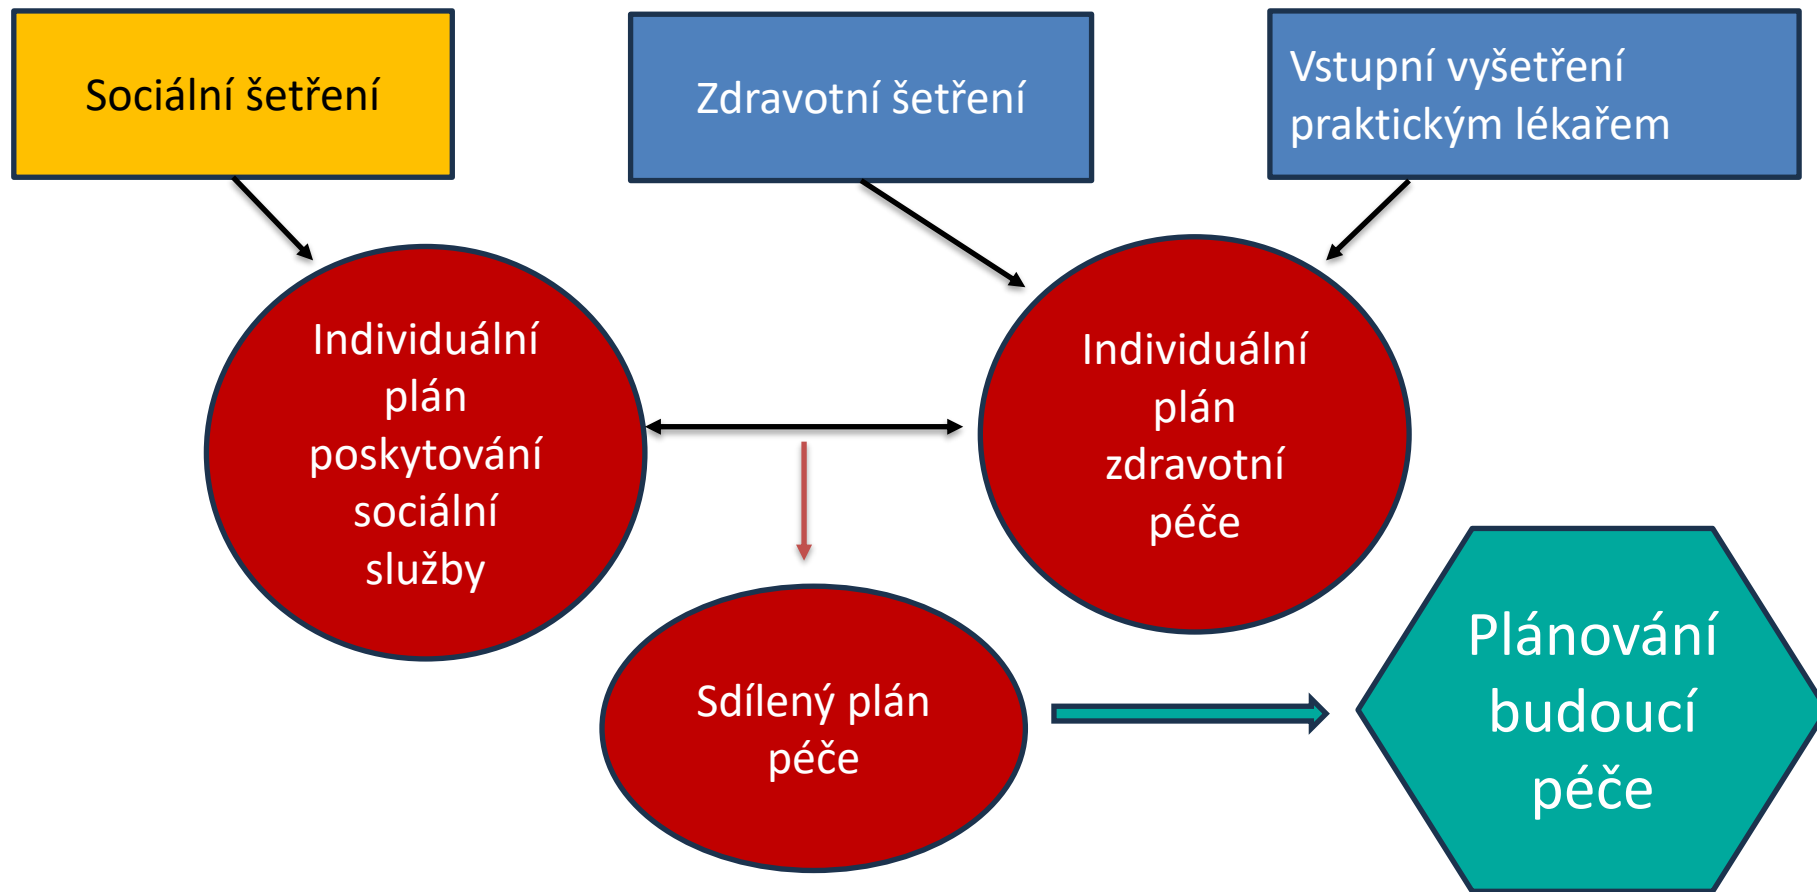 Sociální šetření
Zdravotní šetření
Vstupní vyšetření
praktickým lékařem
Individuální
plán
poskytování
sociální
služby
Individuální
plán
zdravotní
péče
Sdílený plán
péče
Plánování
budoucí
péče